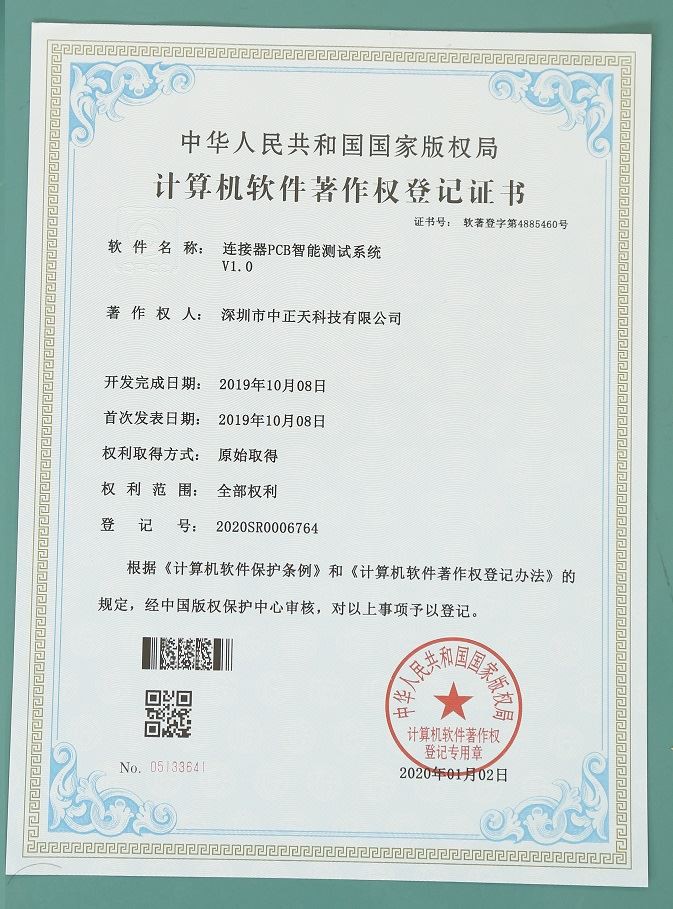 中华人民共和国国家版权局
计算机软件著作权登记证书
证书号: 软著登字第4885460号
软件名称: 连接器PCB智能测试系统
V1.0
著作权人: 深圳市中正天科技有限公司
开发完成日期: 2019年10月08日
首次发表日期: 2019年10月08日
权利取得方式: 原始取得
权利范围: 全部权利
登记号: 2020SR0006764
根据《计算机软件保护条例》和《计算机软件著作权登记办法》的
规定,经中国版权保护中心审核,对以上事项予以登记。
中华人民共和国国家版权局
计算机软件著作权
登记专用章
No. 05133641
2020年01月02日